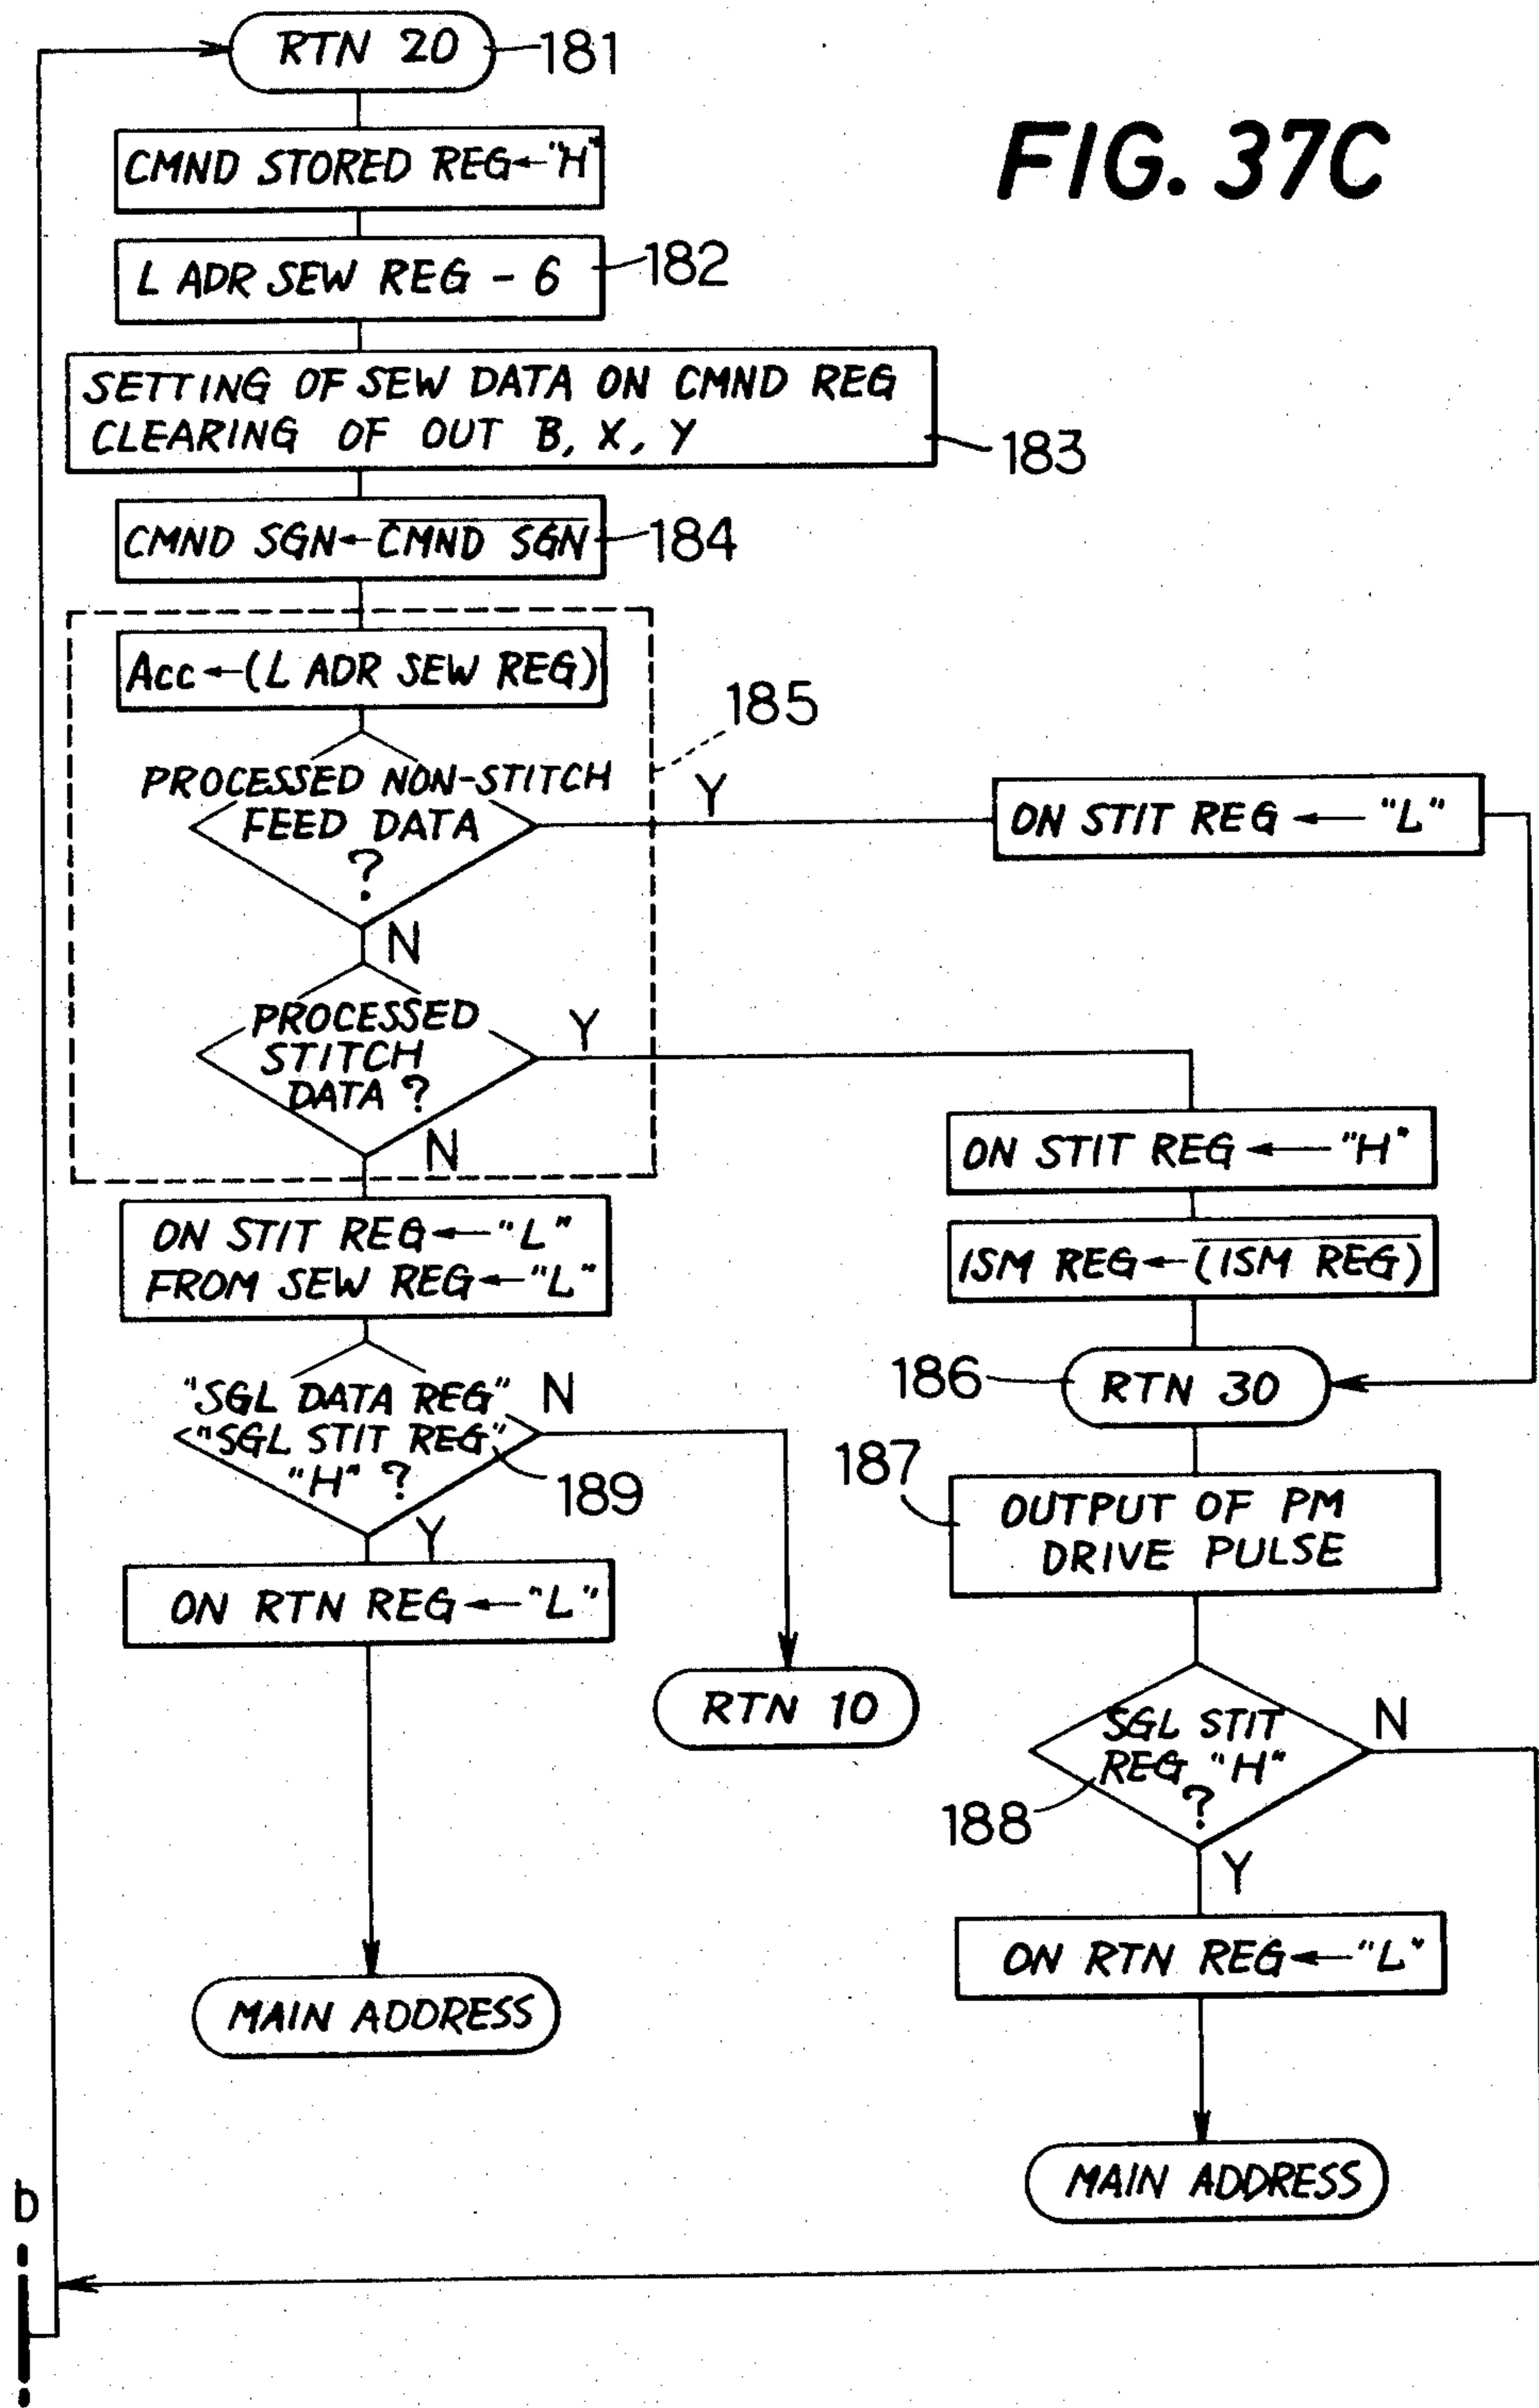 RTN 20
181
FIG. 37C
CMND STORED REG←"H"
L ADR SEW REG - 6
182
SETTING OF SEW DATA ON CMND REG
CLEARING OF OUT B, X, Y
183
CMND SGN←C̅M̅N̅D̅ ̅S̅G̅N̅
184
Acc←(L ADR SEW REG)
185
PROCESSED NON-STITCH
FEED DATA
?
Y
ON STIT REG ← "L"
N
PROCESSED
STITCH
DATA ?
Y
N
ON STIT REG ← "H"
ISM REG←(̅I̅S̅M̅ ̅R̅E̅G̅)̅
ON STIT REG←"L"
FROM SEW REG←"L"
186
RTN 30
"SGL DATA REG"
"SGL STIT REG"
"H" ?
N
189
Y
187
OUTPUT OF PM
DRIVE PULSE
ON RTN REG←"L"
RTN 10
SGL STIT
REG "H"
?
N
188
Y
ON RTN REG←"L"
MAIN ADDRESS
MAIN ADDRESS
b